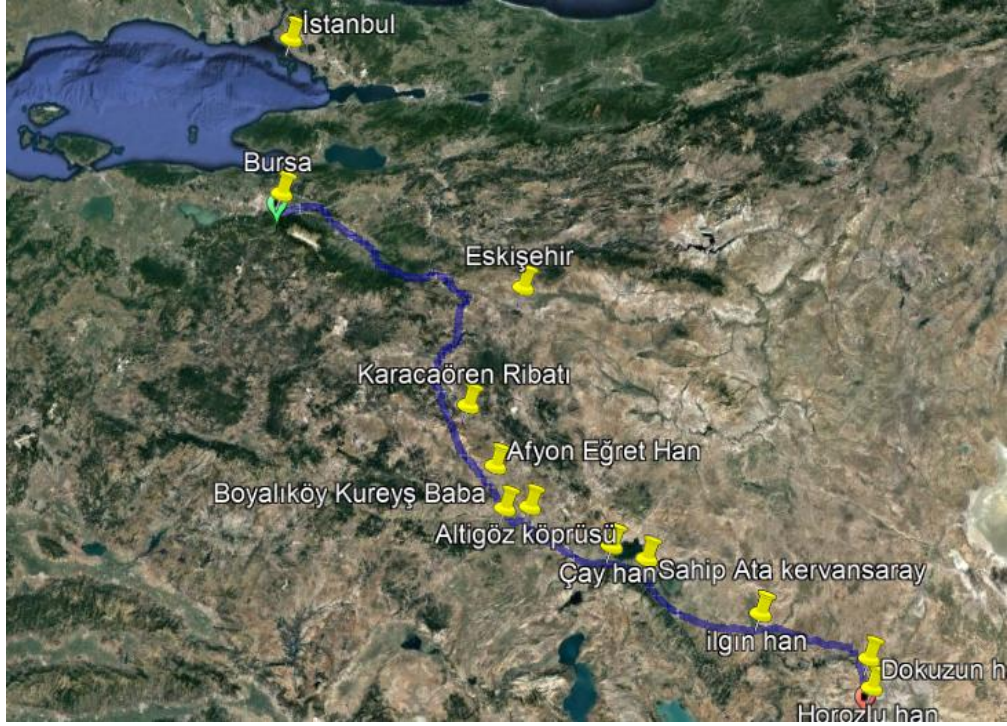 İstanbul
Bursa
Eskişehir
Karacaören Ribatı
Afyon Eğret Han
Boyalıköy Kureyş Baba
Altigöz köprüsü
Çay han
Sahip Ata kervansaray
ilgın han
Dokuzun h
Horozlu han